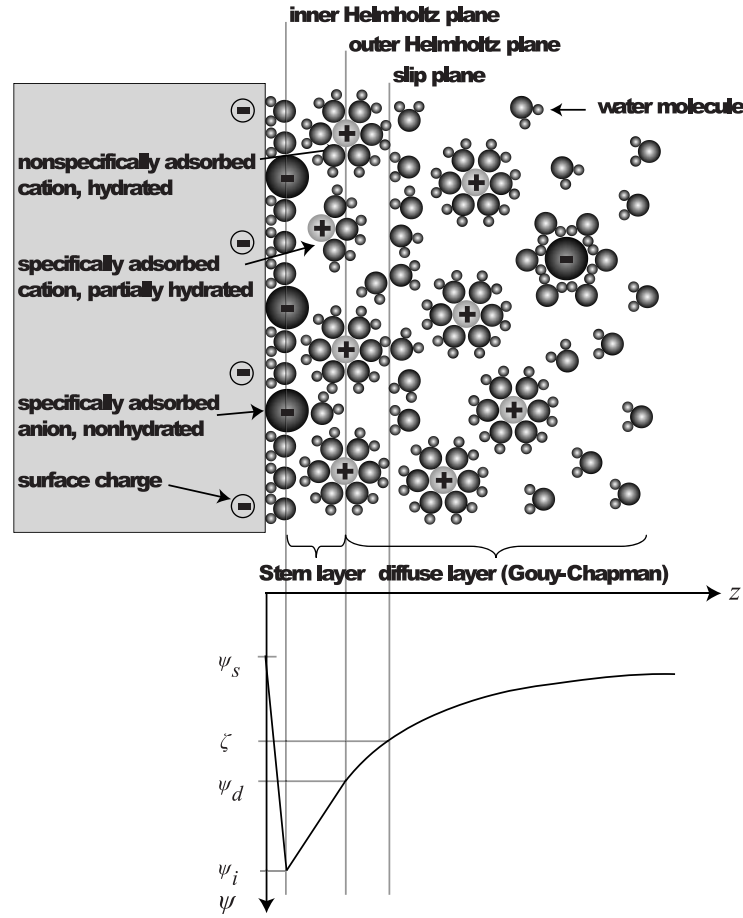 inner Helmholtz plane
outer Helmholtz plane
slip plane
water molecule
nonspecifically adsorbed
cation, hydrated
specifically adsorbed
cation, partially hydrated
specifically adsorbed
anion, nonhydrated
surface charge
Stern layer
diffuse layer (Gouy-Chapman)
z
ψs
ζ
ψd
ψi
ψ